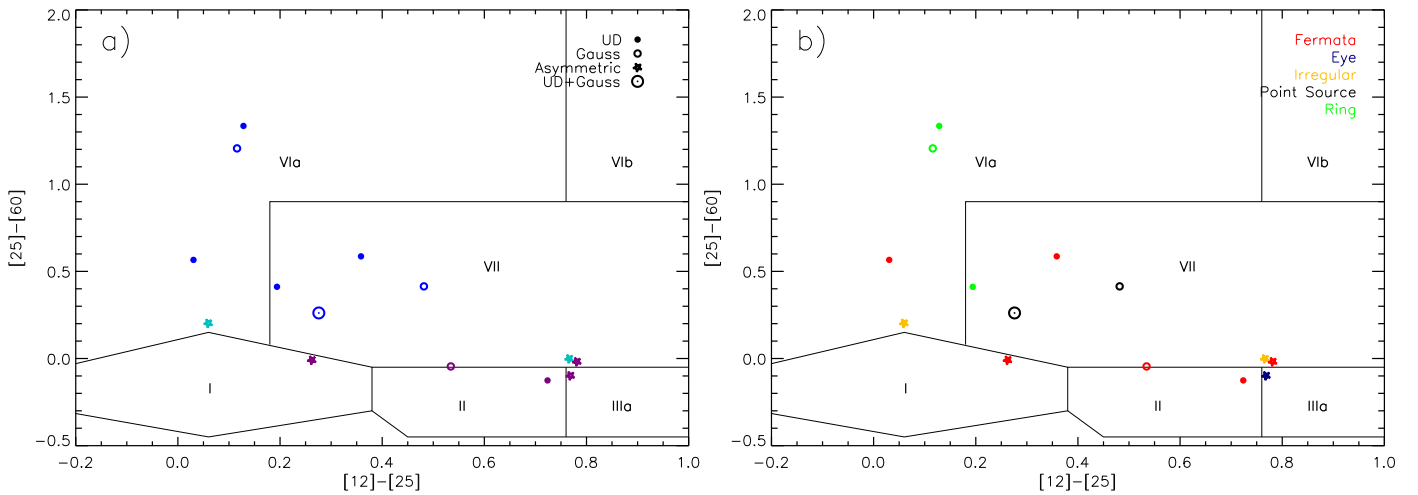 a)
UD
Gauss
Asymmetric
UD+Gauss
2.0
1.5
1.0
0.5
0.0
−0.5
[25]−[60]
VIa
VIb
VII
I
II
IIIa
−0.2
0.0
0.2
0.4
0.6
0.8
1.0
[12]−[25]
b)
Fermata
Eye
Irregular
Point Source
Ring
2.0
1.5
1.0
0.5
0.0
−0.5
[25]−[60]
VIa
VIb
VII
I
II
IIIa
−0.2
0.0
0.2
0.4
0.6
0.8
1.0
[12]−[25]